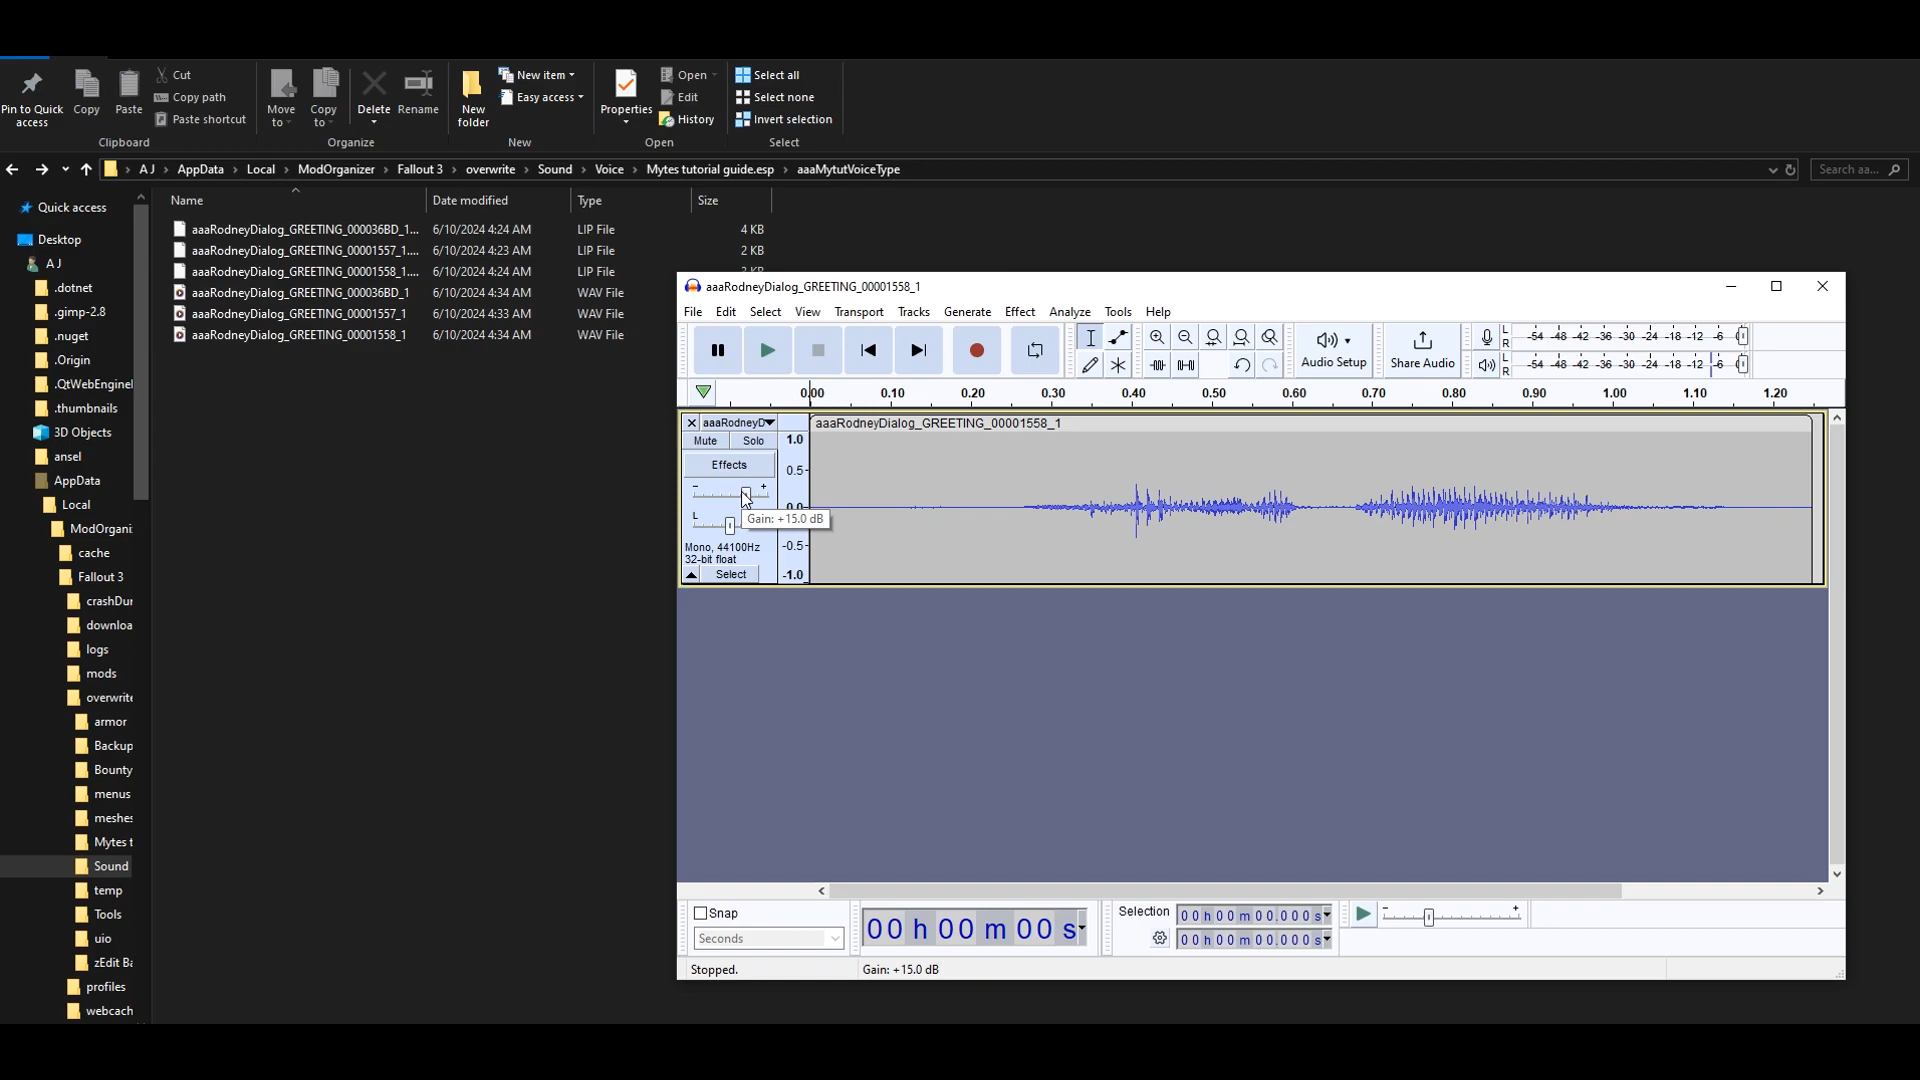 Pin to Quick access
Copy
Paste
Cut
Copy path
Paste shortcut
Clipboard
Move to
Copy to
Delete
Rename
Organize
New folder
New item
Easy access
New
Properties
Open
Edit
History
Open
Select all
Select none
Invert selection
Select
A J › AppData › Local › ModOrganizer › Fallout 3 › overwrite › Sound › Voice › Mytes tutorial guide.esp › aaaMytutVoiceType
Search aa...
Name Date modified Type Size
aaaRodneyDialog_GREETING_000036BD_1... 6/10/2024 4:24 AM LIP File 4 KB
aaaRodneyDialog_GREETING_00001557_1.... 6/10/2024 4:23 AM LIP File 2 KB
aaaRodneyDialog_GREETING_00001558_1.... 6/10/2024 4:24 AM LIP File
aaaRodneyDialog_GREETING_000036BD_1 6/10/2024 4:34 AM WAV File
aaaRodneyDialog_GREETING_00001557_1 6/10/2024 4:33 AM WAV File
aaaRodneyDialog_GREETING_00001558_1 6/10/2024 4:34 AM WAV File
Quick access
Desktop
A J
.dotnet
.gimp-2.8
.nuget
.Origin
.QtWebEnginel
.thumbnails
3D Objects
ansel
AppData
Local
ModOrgani
cache
Fallout 3
crashDur
downloa
logs
mods
overwrite
armor
Backup
Bounty
menus
meshes
Mytes t
Sound
temp
Tools
uio
zEdit Ba
profiles
webcach
aaaRodneyDialog_GREETING_00001558_1
File Edit Select View Transport Tracks Generate Effect Analyze Tools Help
Audio Setup
Share Audio
L R -54 -48 -42 -36 -30 -24 -18 -12 -6
L R -54 -48 -42 -36 -30 -24 -18 -12 -6
0.00 0.10 0.20 0.30 0.40 0.50 0.60 0.70 0.80 0.90 1.00 1.10 1.20
aaaRodneyD
aaaRodneyDialog_GREETING_00001558_1
Mute Solo
1.0
Effects
0.5
- +
0.0
L
Gain: +15.0 dB
Mono, 44100Hz
-0.5
32-bit float
Select
-1.0
Snap
Seconds
00 h 00 m 00 s
Selection
00 h 00 m 00.000 s
00 h 00 m 00.000 s
- +
Stopped.
Gain: +15.0 dB